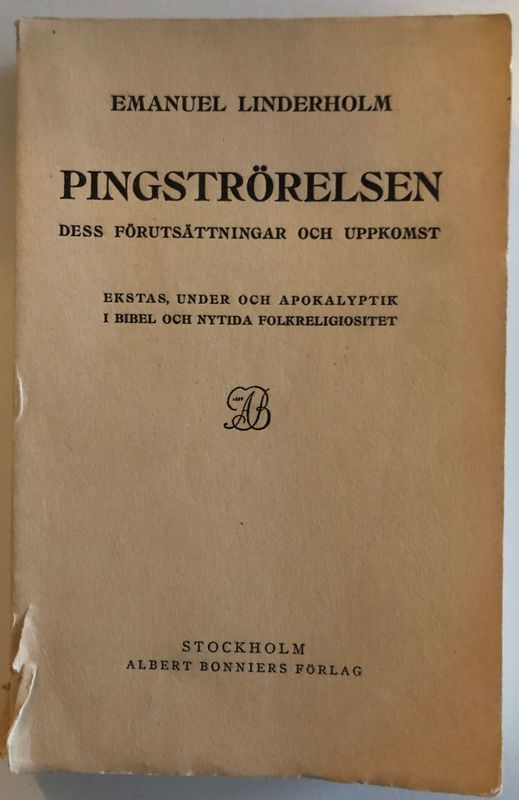 EMANUEL LINDERHOLM
PINGSTRÖRELSEN
DESS FÖRUTSÄTTNINGAR OCH UPPKOMST
EKSTAS, UNDER OCH APOKALYPTIK
I BIBEL OCH NYTIDA FOLKRELIGIOSITET
AB
STOCKHOLM
ALBERT BONNIERS FÖRLAG